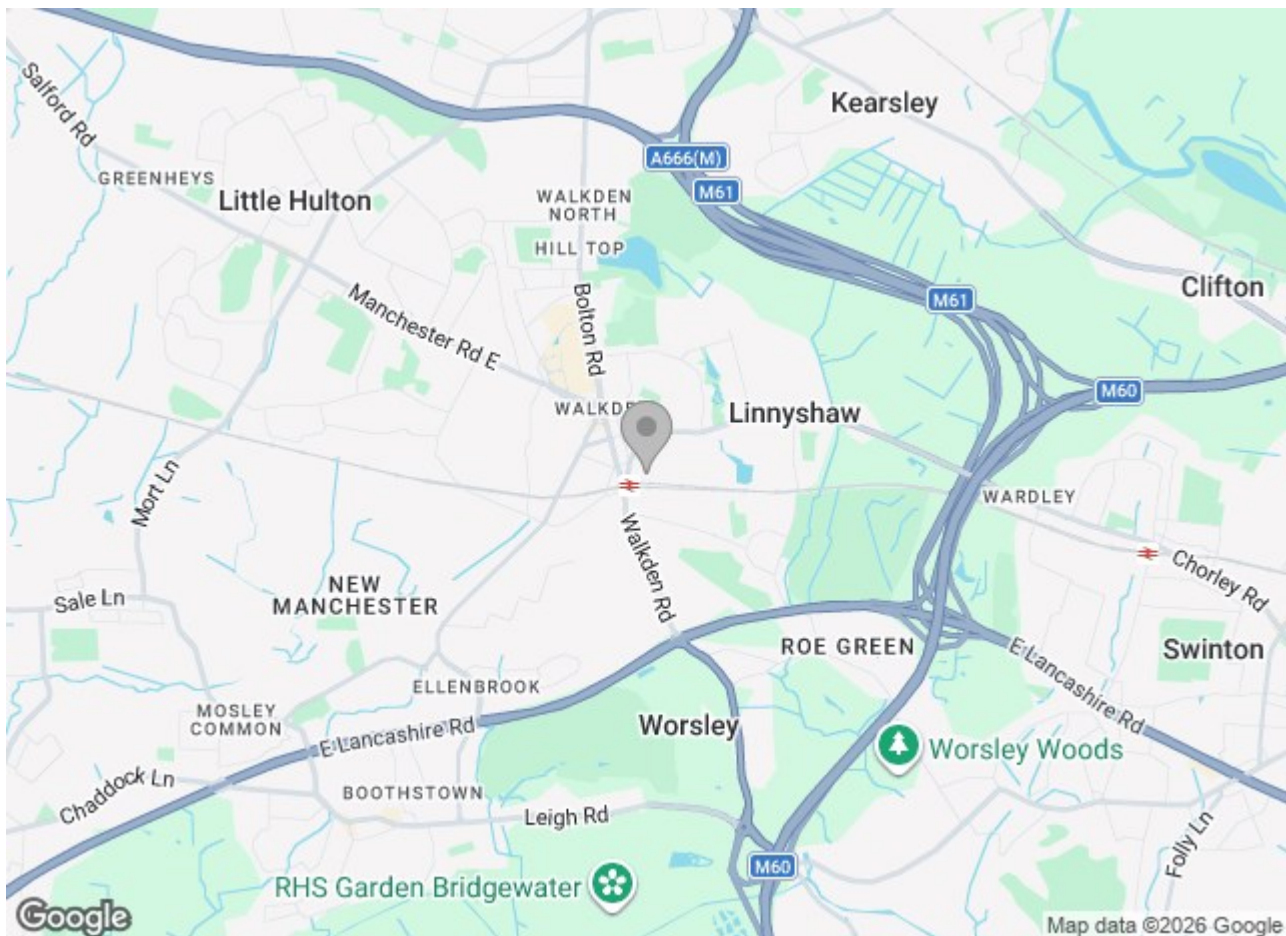 Kearsley
Salford Rd
A666(M)
M61
GREENHEYS
Little Hulton
WALKDEN
NORTH
HILL TOP
Clifton
M61
Bolton Rd
Manchester Rd E
M60
WALKDE
Linnyshaw
Mort Ln
WARDLEY
Chorley Rd
Walkden Rd
NEW
MANCHESTER
Sale Ln
ROE GREEN
E Lancashire Rd
Swinton
ELLENBROOK
MOSLEY
COMMON
E Lancashire Rd
Worsley
Worsley Woods
Chaddock Ln
BOOTHSTOWN
Leigh Rd
Folly Ln
M60
RHS Garden Bridgewater
Google
Map data ©2026 Google